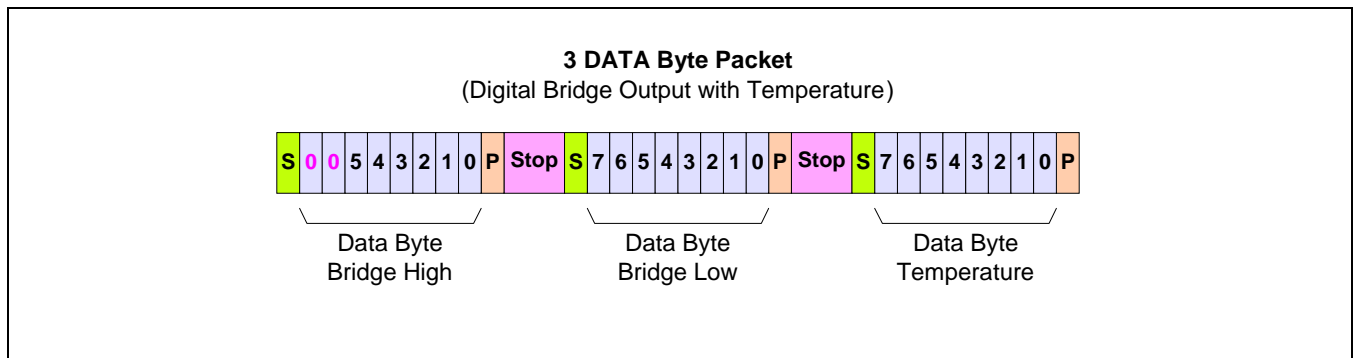 3 DATA Byte Packet
(Digital Bridge Output with Temperature)
S 0 0 5 4 3 2 1 0 P Stop S 7 6 5 4 3 2 1 0 P Stop S 7 6 5 4 3 2 1 0 P
Data Byte Data Byte Data Byte
Bridge High Bridge Low Temperature